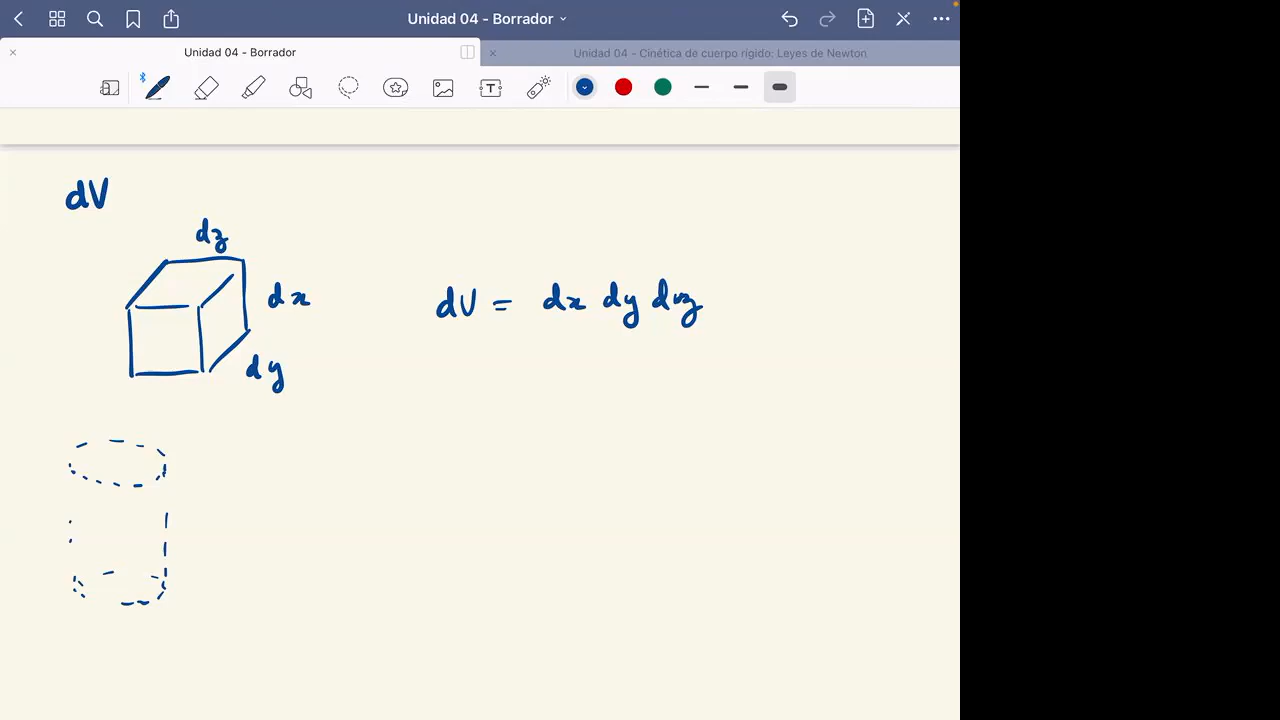 Unidad 04 - Borrador
Unidad 04 - Borrador
Unidad 04 - Cinética de cuerpo rígido: Leyes de Newton
T
dV
dz
dx
dV = dx dy dz
dy